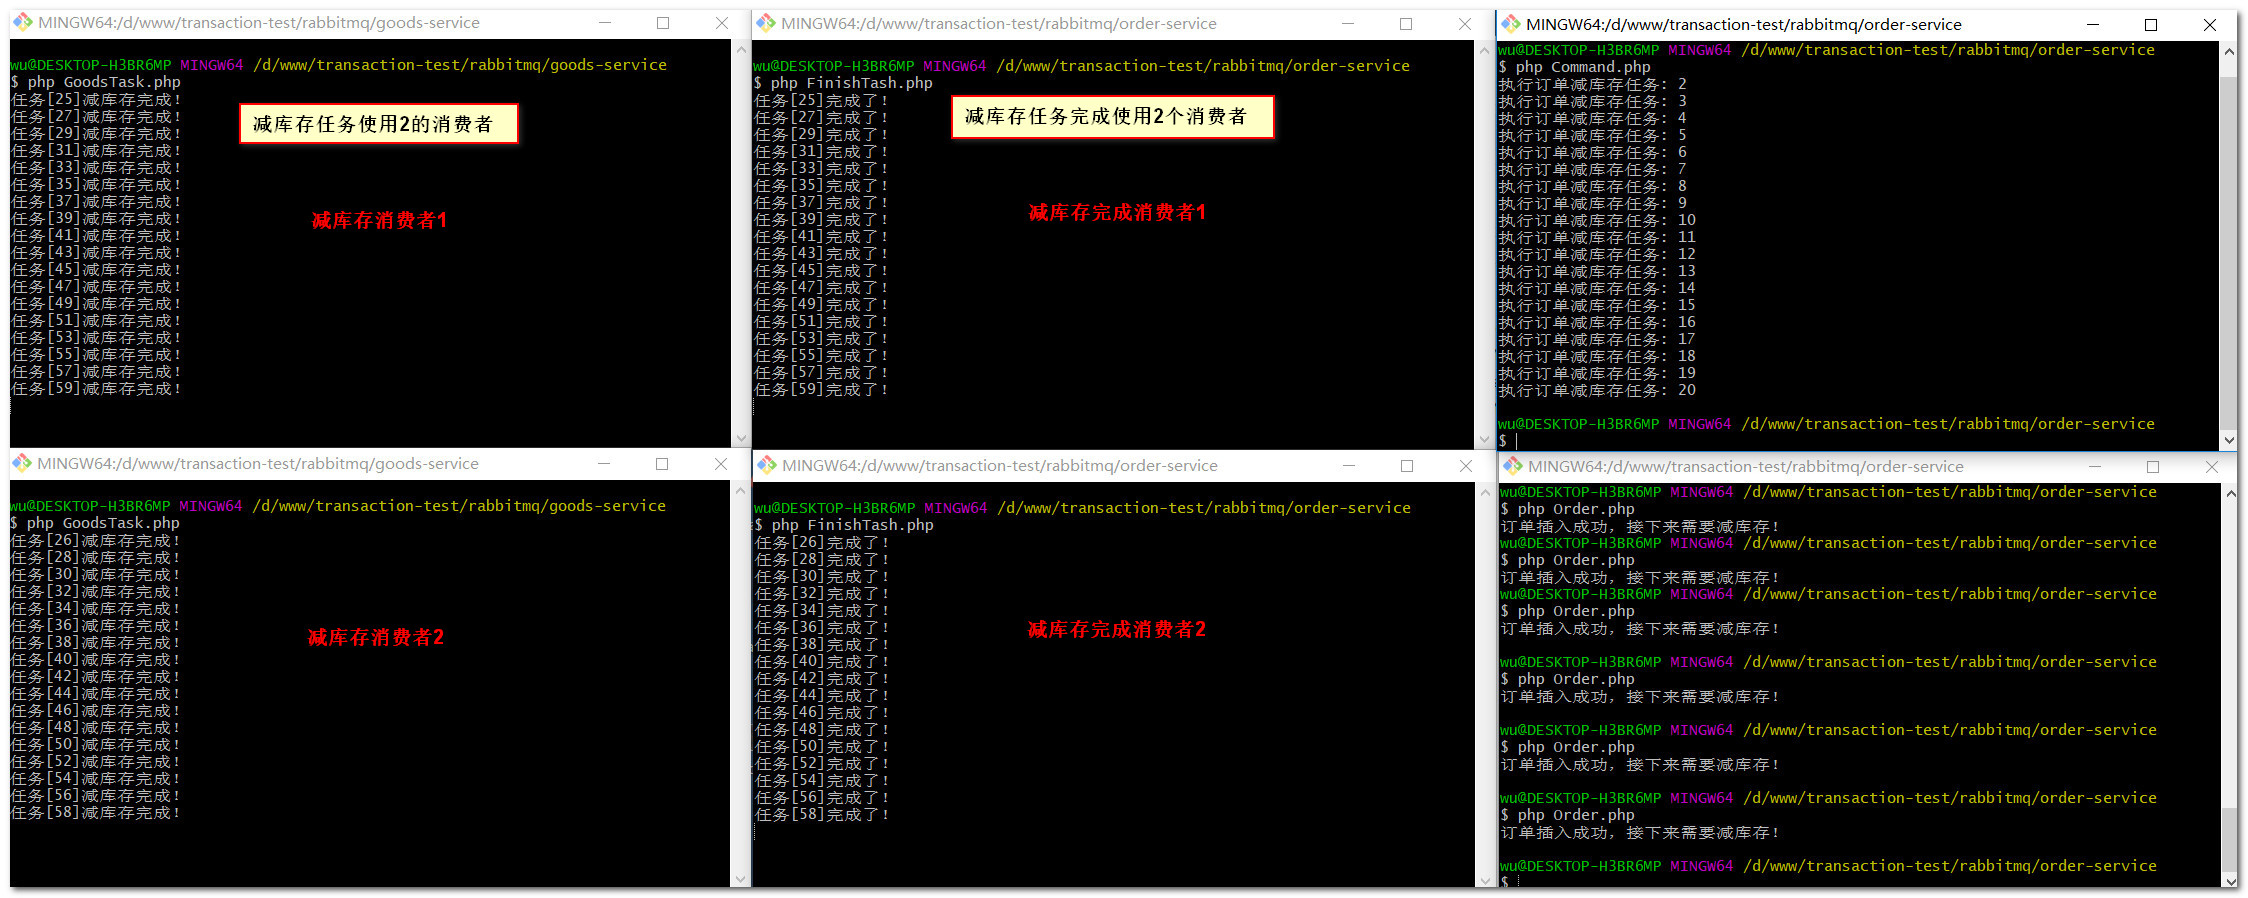 MINGW64:/d/www/transaction-test/rabbitmq/goods-service
wu@DESKTOP-H3BR6MP MINGW64 /d/www/transaction-test/rabbitmq/goods-service
$ php GoodsTask.php
任务[25]减库存完成!
任务[27]减库存完成!
任务[29]减库存完成!
任务[31]减库存完成!
任务[33]减库存完成!
任务[35]减库存完成!
任务[37]减库存完成!
任务[39]减库存完成!
任务[41]减库存完成!
任务[43]减库存完成!
任务[45]减库存完成!
任务[47]减库存完成!
任务[49]减库存完成!
任务[51]减库存完成!
任务[53]减库存完成!
任务[55]减库存完成!
任务[57]减库存完成!
任务[59]减库存完成!
减库存任务使用2的消费者
减库存消费者1
MINGW64:/d/www/transaction-test/rabbitmq/order-service
wu@DESKTOP-H3BR6MP MINGW64 /d/www/transaction-test/rabbitmq/order-service
$ php FinishTash.php
任务[25]完成了!
任务[27]完成了!
任务[29]完成了!
任务[31]完成了!
任务[33]完成了!
任务[35]完成了!
任务[37]完成了!
任务[39]完成了!
任务[41]完成了!
任务[43]完成了!
任务[45]完成了!
任务[47]完成了!
任务[49]完成了!
任务[51]完成了!
任务[53]完成了!
任务[55]完成了!
任务[57]完成了!
任务[59]完成了!
减库存任务完成使用2个消费者
减库存完成消费者1
MINGW64:/d/www/transaction-test/rabbitmq/order-service
wu@DESKTOP-H3BR6MP MINGW64 /d/www/transaction-test/rabbitmq/order-service
$ php Command.php
执行订单减库存任务: 2
执行订单减库存任务: 3
执行订单减库存任务: 4
执行订单减库存任务: 5
执行订单减库存任务: 6
执行订单减库存任务: 7
执行订单减库存任务: 8
执行订单减库存任务: 9
执行订单减库存任务: 10
执行订单减库存任务: 11
执行订单减库存任务: 12
执行订单减库存任务: 13
执行订单减库存任务: 14
执行订单减库存任务: 15
执行订单减库存任务: 16
执行订单减库存任务: 17
执行订单减库存任务: 18
执行订单减库存任务: 19
执行订单减库存任务: 20
wu@DESKTOP-H3BR6MP MINGW64 /d/www/transaction-test/rabbitmq/order-service
$
MINGW64:/d/www/transaction-test/rabbitmq/goods-service
wu@DESKTOP-H3BR6MP MINGW64 /d/www/transaction-test/rabbitmq/goods-service
$ php GoodsTask.php
任务[26]减库存完成!
任务[28]减库存完成!
任务[30]减库存完成!
任务[32]减库存完成!
任务[34]减库存完成!
任务[36]减库存完成!
任务[38]减库存完成!
任务[40]减库存完成!
任务[42]减库存完成!
任务[44]减库存完成!
任务[46]减库存完成!
任务[48]减库存完成!
任务[50]减库存完成!
任务[52]减库存完成!
任务[54]减库存完成!
任务[56]减库存完成!
任务[58]减库存完成!
减库存消费者2
MINGW64:/d/www/transaction-test/rabbitmq/order-service
wu@DESKTOP-H3BR6MP MINGW64 /d/www/transaction-test/rabbitmq/order-service
$ php FinishTash.php
任务[26]完成了!
任务[28]完成了!
任务[30]完成了!
任务[32]完成了!
任务[34]完成了!
任务[36]完成了!
任务[38]完成了!
任务[40]完成了!
任务[42]完成了!
任务[44]完成了!
任务[46]完成了!
任务[48]完成了!
任务[50]完成了!
任务[52]完成了!
任务[54]完成了!
任务[56]完成了!
任务[58]完成了!
减库存完成消费者2
MINGW64:/d/www/transaction-test/rabbitmq/order-service
wu@DESKTOP-H3BR6MP MINGW64 /d/www/transaction-test/rabbitmq/order-service
$ php Order.php
订单插入成功, 接下来需要减库存!
wu@DESKTOP-H3BR6MP MINGW64 /d/www/transaction-test/rabbitmq/order-service
$ php Order.php
订单插入成功, 接下来需要减库存!
wu@DESKTOP-H3BR6MP MINGW64 /d/www/transaction-test/rabbitmq/order-service
$ php Order.php
订单插入成功, 接下来需要减库存!
wu@DESKTOP-H3BR6MP MINGW64 /d/www/transaction-test/rabbitmq/order-service
$ php Order.php
订单插入成功, 接下来需要减库存!
wu@DESKTOP-H3BR6MP MINGW64 /d/www/transaction-test/rabbitmq/order-service
$ php Order.php
订单插入成功, 接下来需要减库存!
wu@DESKTOP-H3BR6MP MINGW64 /d/www/transaction-test/rabbitmq/order-service
$ php Order.php
订单插入成功, 接下来需要减库存!
wu@DESKTOP-H3BR6MP MINGW64 /d/www/transaction-test/rabbitmq/order-service
$